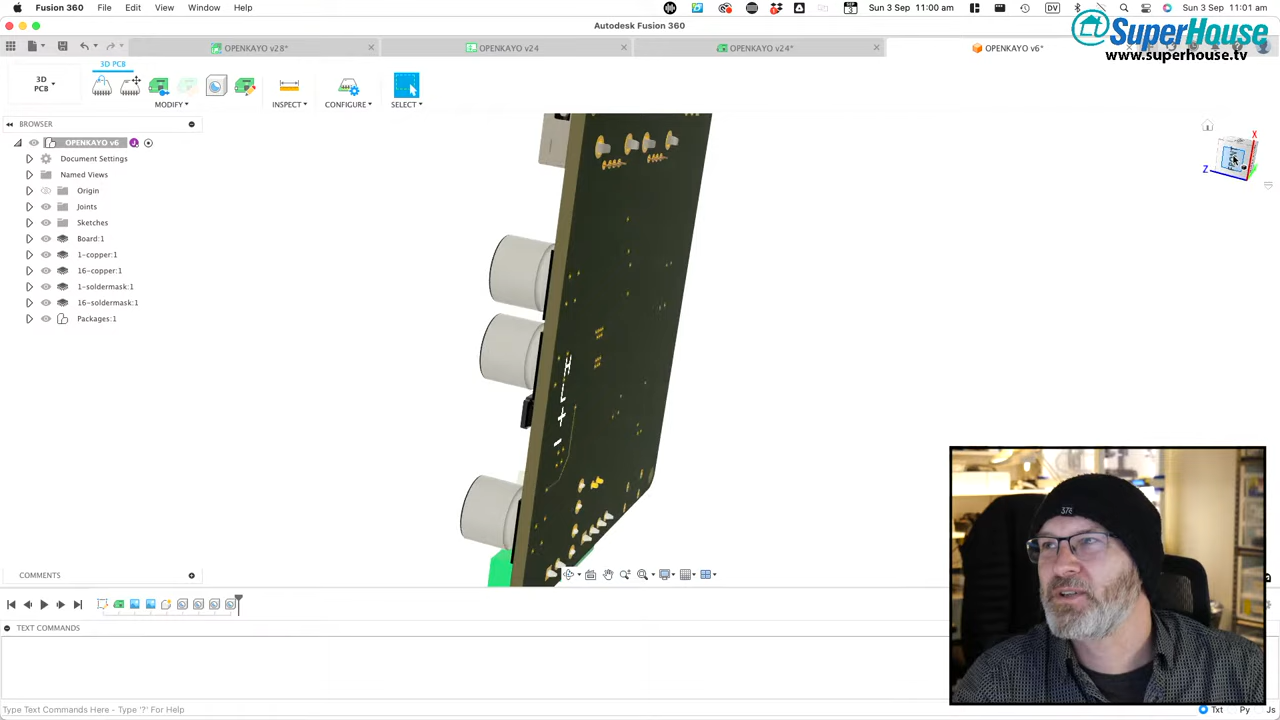 Fusion 360 File Edit View Window Help
SEP 3 Sun 3 Sep 11:00 am DV Sun 3 Sep 11:01 am
Autodesk Fusion 360
SuperHouse
www.superhouse.tv
OPENKAYO v28* OPENKAYO v24 OPENKAYO v24* OPENKAYO v6*
3D PCB
3D
PCB
MODIFY INSPECT CONFIGURE SELECT
BROWSER
OPENKAYO v6
Document Settings
Named Views
Origin
Joints
Sketches
Board:1
1-copper:1
16-copper:1
1-soldermask:1
16-soldermask:1
Packages:1
X
Z
H L + -
376
COMMENTS
TEXT COMMANDS
Type Text Commands Here - Type '?' For Help
Txt Py Js